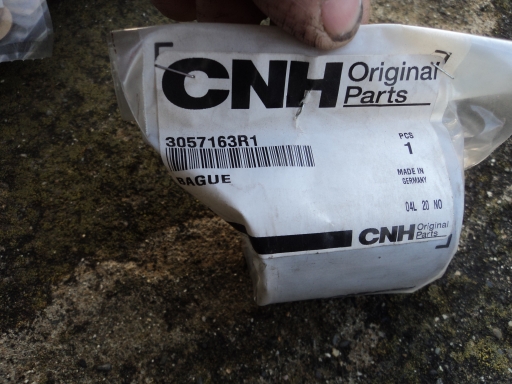 CNH Original Parts
3057163R1
PCS
1
BAGUE
MADE IN
GERMANY
04L 20 NO
CNH Original Parts